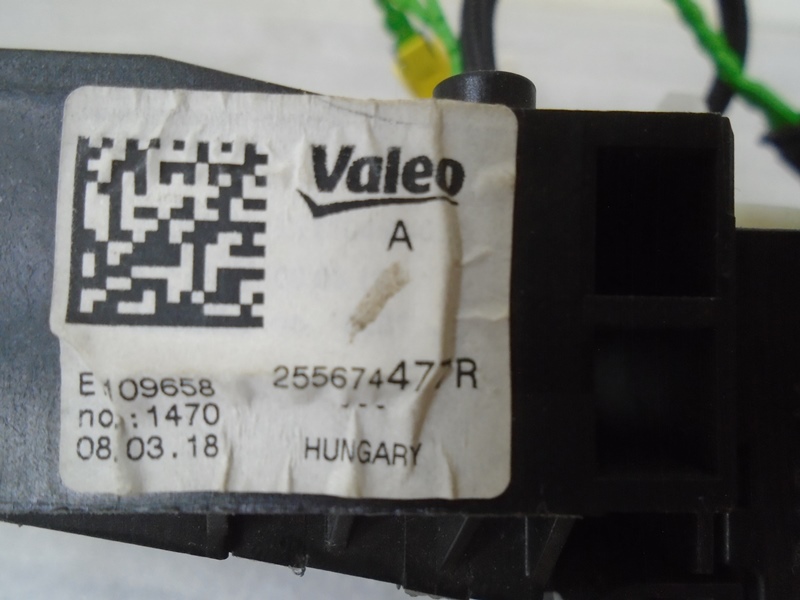 Valeo
A
E109658
255674477R
no.:1470
---
08.03.18
HUNGARY